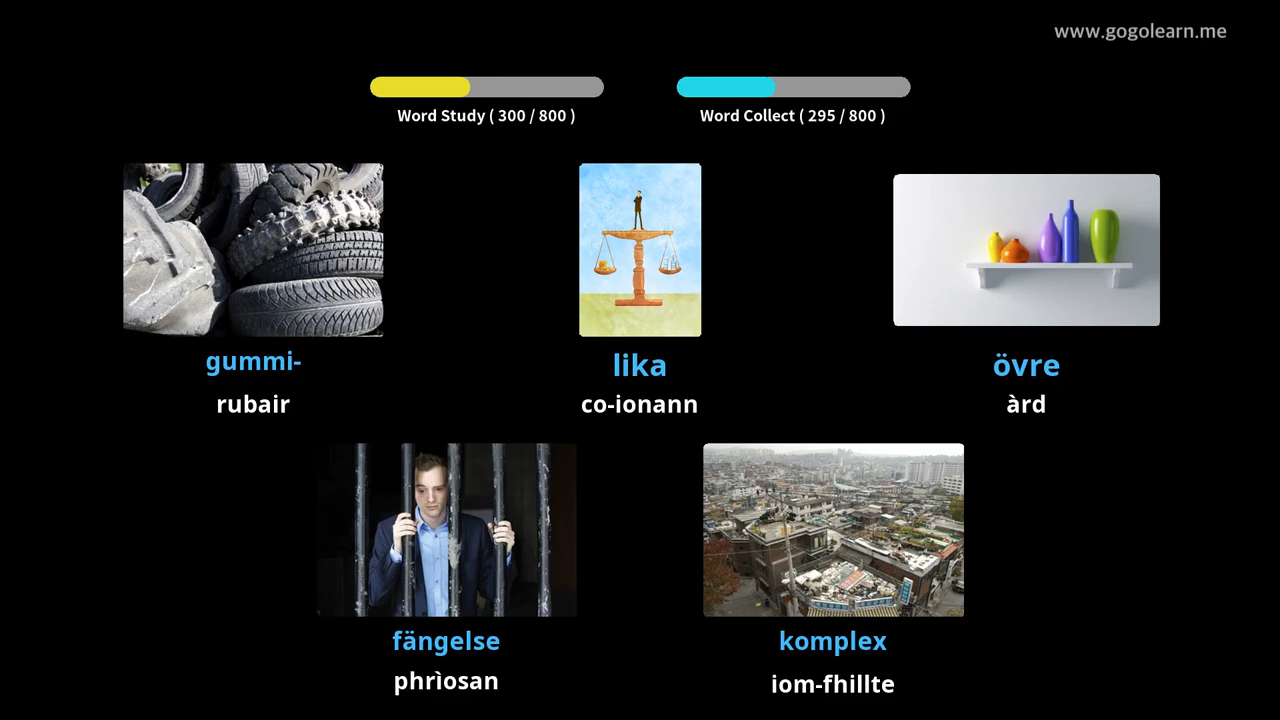 www.gogolearn.me
Word Study ( 300 / 800 )
Word Collect ( 295 / 800 )
gummi-
rubair
lika
co-ionann
övre
àrd
fängelse
phrìosan
komplex
iom-fhillte